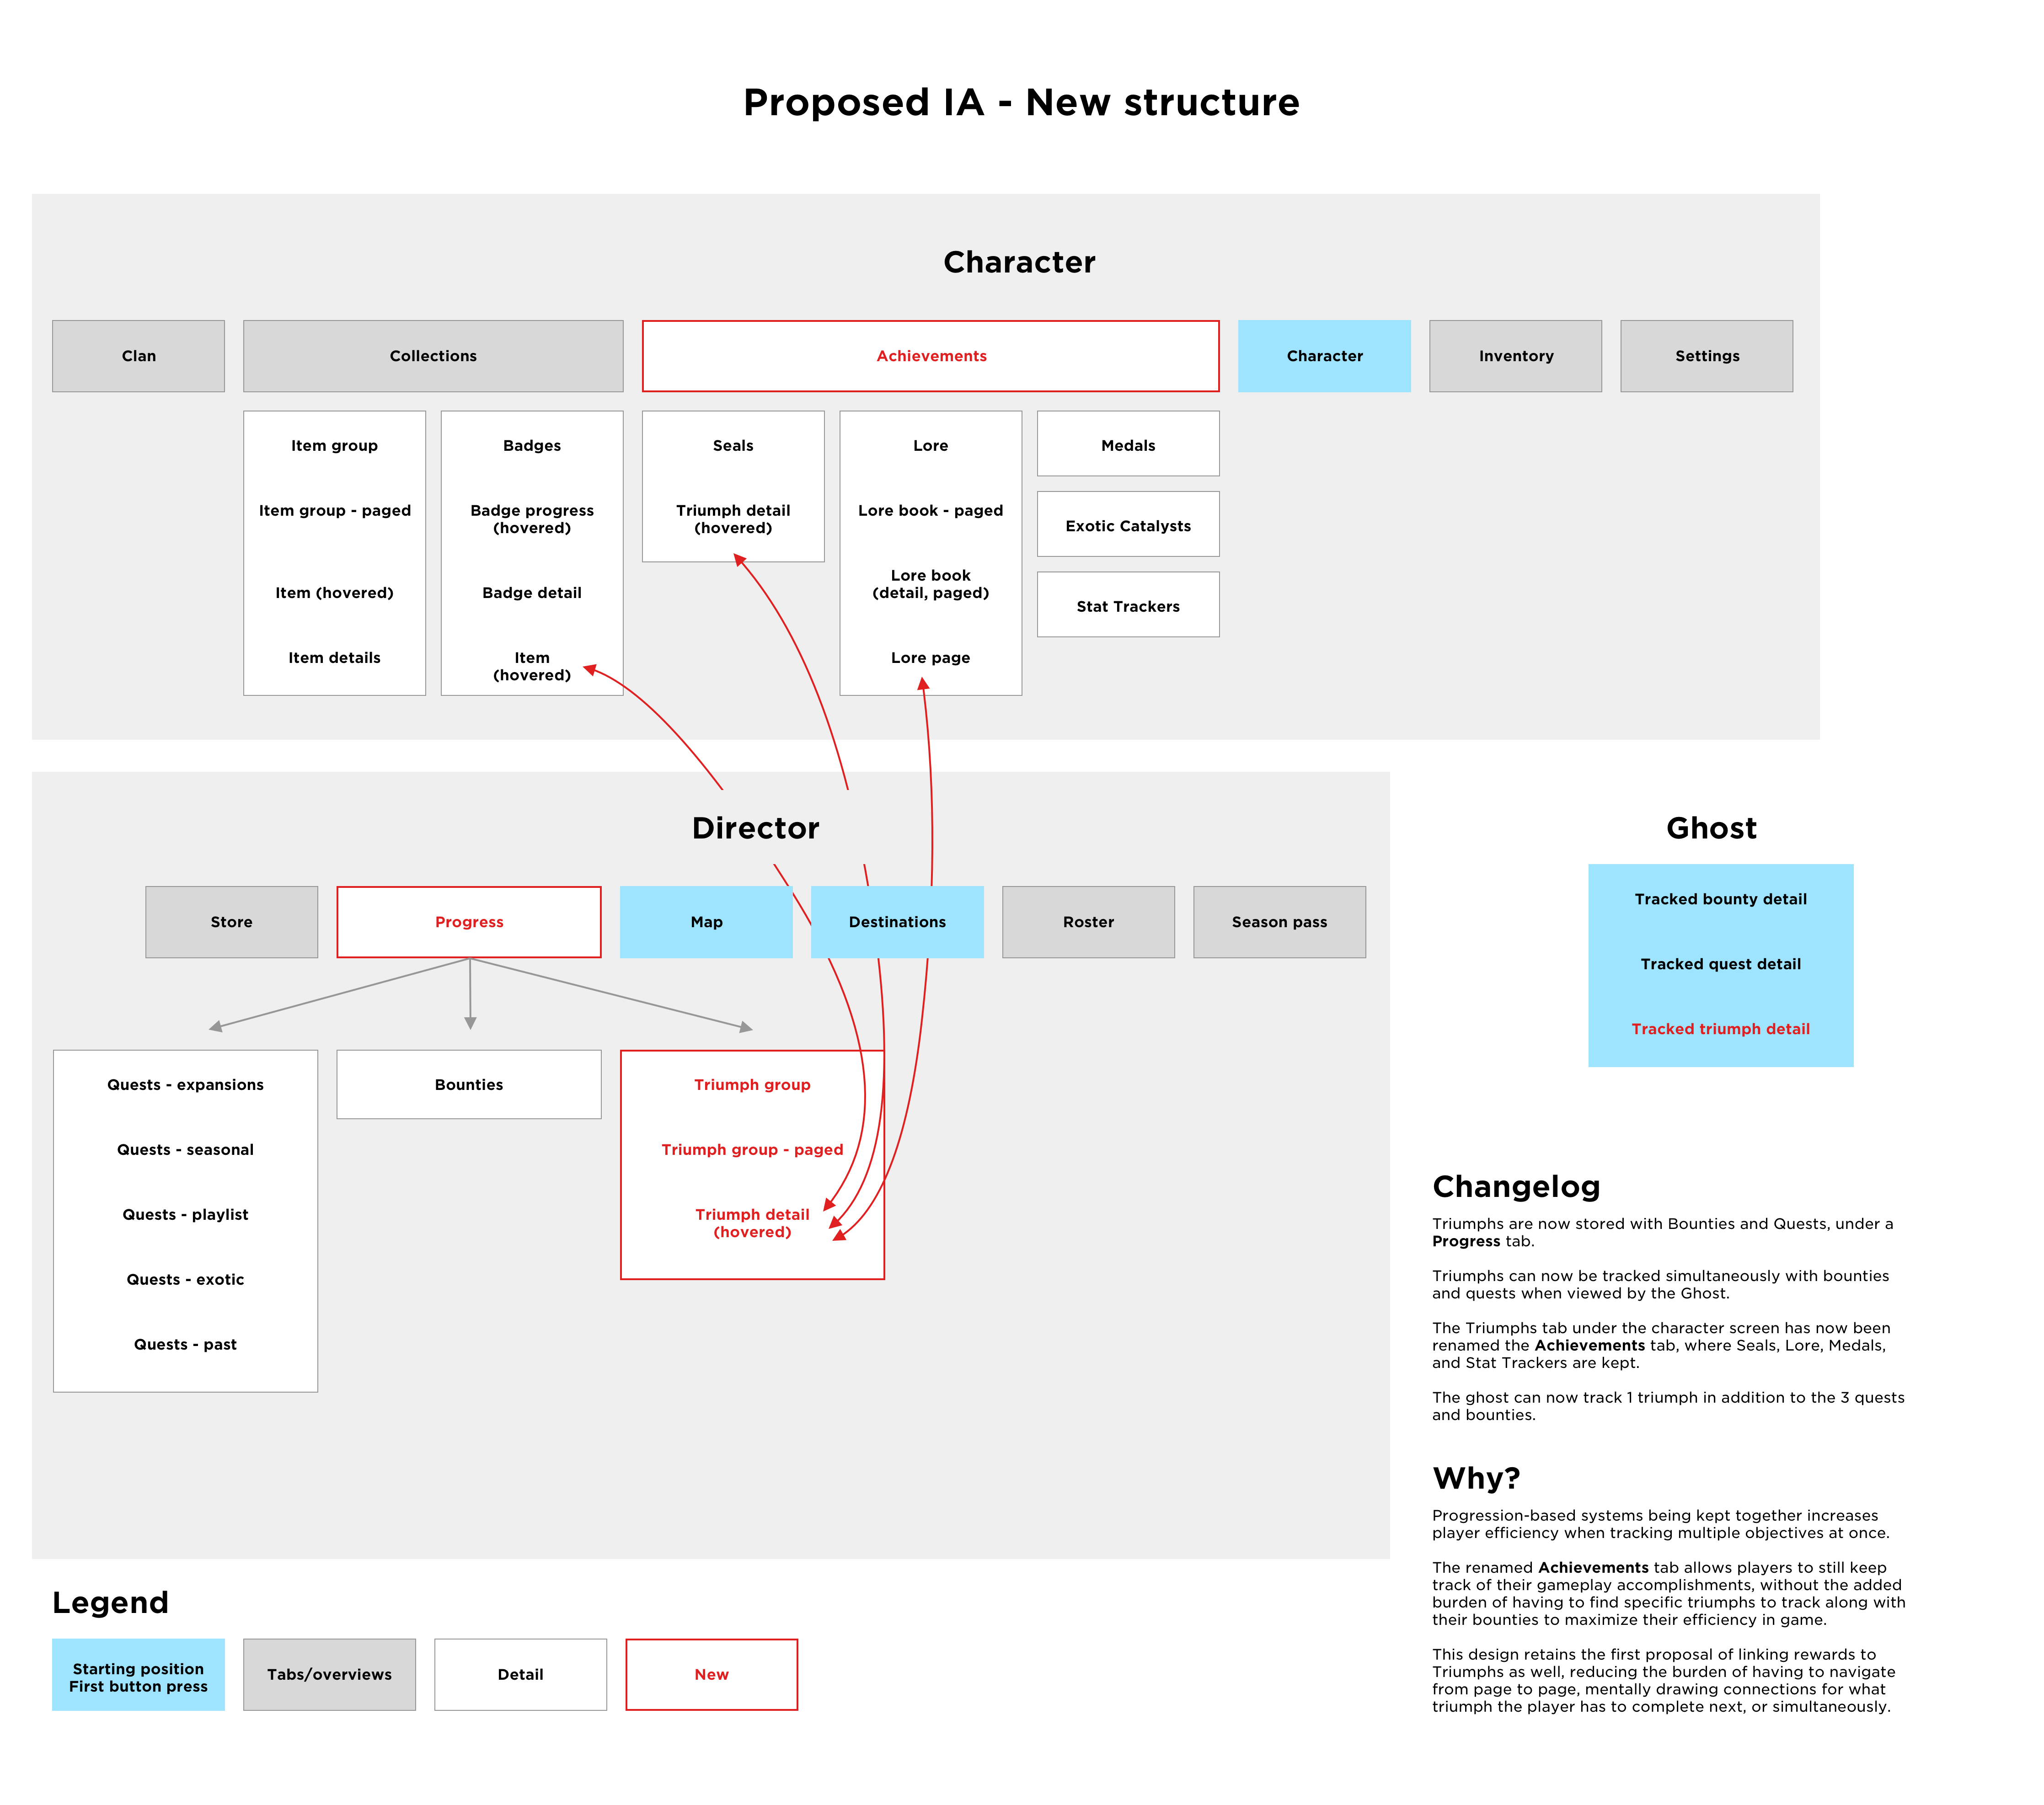 Proposed IA - New structure
Character
Clan
Collections
Achievements
Character
Inventory
Settings
Item group
Item group - paged
Item (hovered)
Item details
Badges
Badge progress
(hovered)
Badge detail
Item
(hovered)
Seals
Triumph detail
(hovered)
Lore
Lore book - paged
Lore book
(detail, paged)
Lore page
Medals
Exotic Catalysts
Stat Trackers
Director
Store
Progress
Map
Destinations
Roster
Season pass
Quests - expansions
Quests - seasonal
Quests - playlist
Quests - exotic
Quests - past
Bounties
Triumph group
Triumph group - paged
Triumph detail
(hovered)
Ghost
Tracked bounty detail
Tracked quest detail
Tracked triumph detail
Changelog
Triumphs are now stored with Bounties and Quests, under a
Progress tab.
Triumphs can now be tracked simultaneously with bounties
and quests when viewed by the Ghost.
The Triumphs tab under the character screen has now been
renamed the Achievements tab, where Seals, Lore, Medals,
and Stat Trackers are kept.
The ghost can now track 1 triumph in addition to the 3 quests
and bounties.
Why?
Progression-based systems being kept together increases
player efficiency when tracking multiple objectives at once.
The renamed Achievements tab allows players to still keep
track of their gameplay accomplishments, without the added
burden of having to find specific triumphs to track along with
their bounties to maximize their efficiency in game.
This design retains the first proposal of linking rewards to
Triumphs as well, reducing the burden of having to navigate
from page to page, mentally drawing connections for what
triumph the player has to complete next, or simultaneously.
Legend
Starting position
First button press
Tabs/overviews
Detail
New